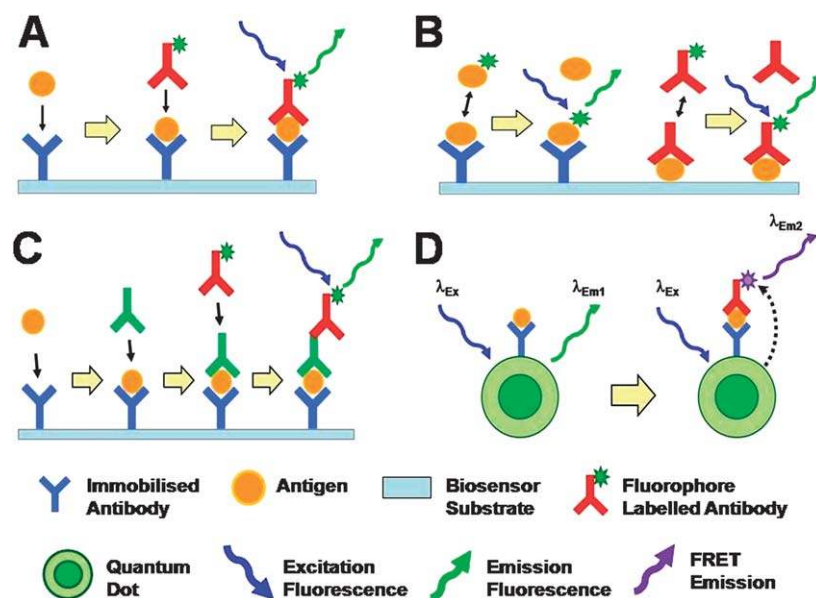 A
B
C
D
λEx
λEm1
λEx
λEm2
Immobilised
Antibody
Antigen
Biosensor
Substrate
Fluorophore
Labelled Antibody
Quantum
Dot
Excitation
Fluorescence
Emission
Fluorescence
FRET
Emission